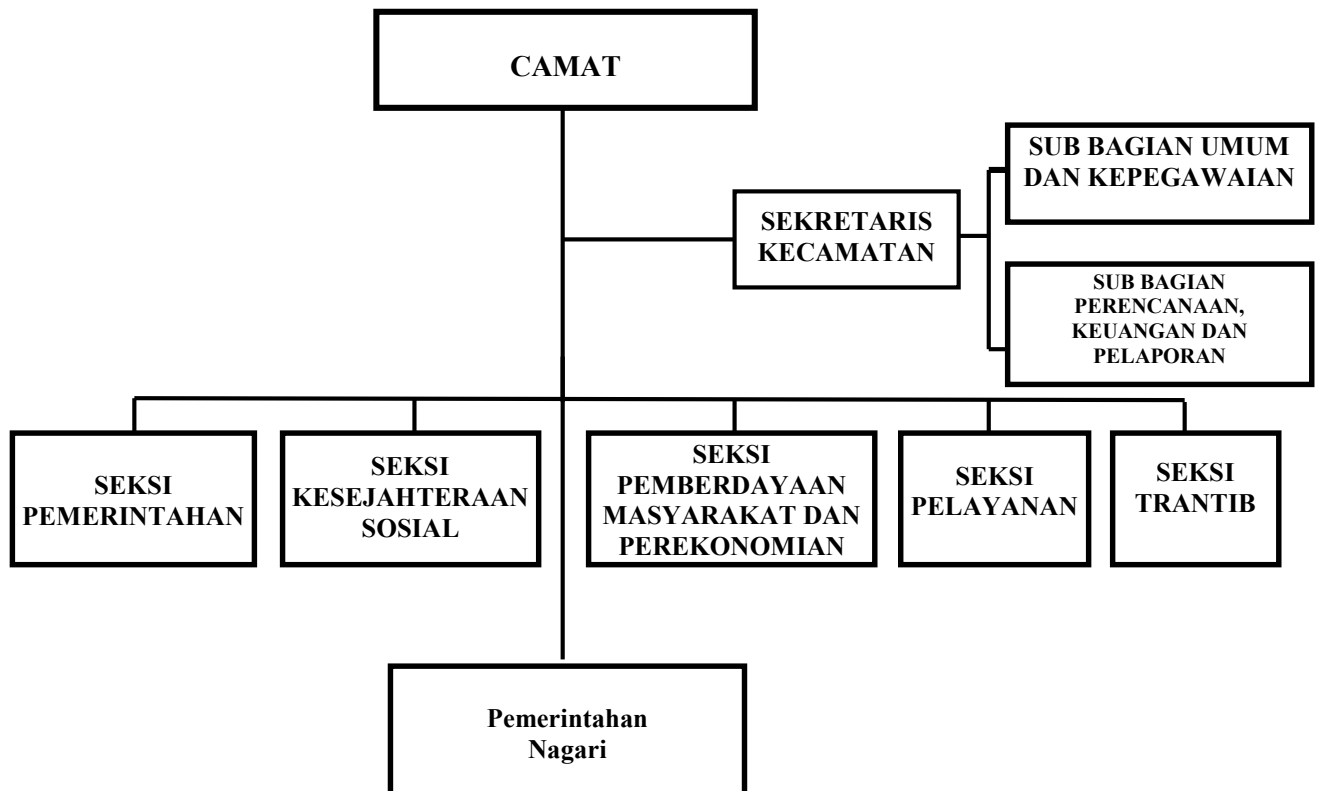 CAMAT
SUB BAGIAN UMUM
DAN KEPEGAWAIAN
SEKRETARIS
KECAMATAN
SUB BAGIAN
PERENCANAAN,
KEUANGAN DAN
PELAPORAN
SEKSI
PEMERINTAHAN
SEKSI
KESEJAHTERAAN
SOSIAL
SEKSI
PEMBERDAYAAN
MASYARAKAT DAN
PEREKONOMIAN
SEKSI
PELAYANAN
SEKSI
TRANTIB
Pemerintahan
Nagari